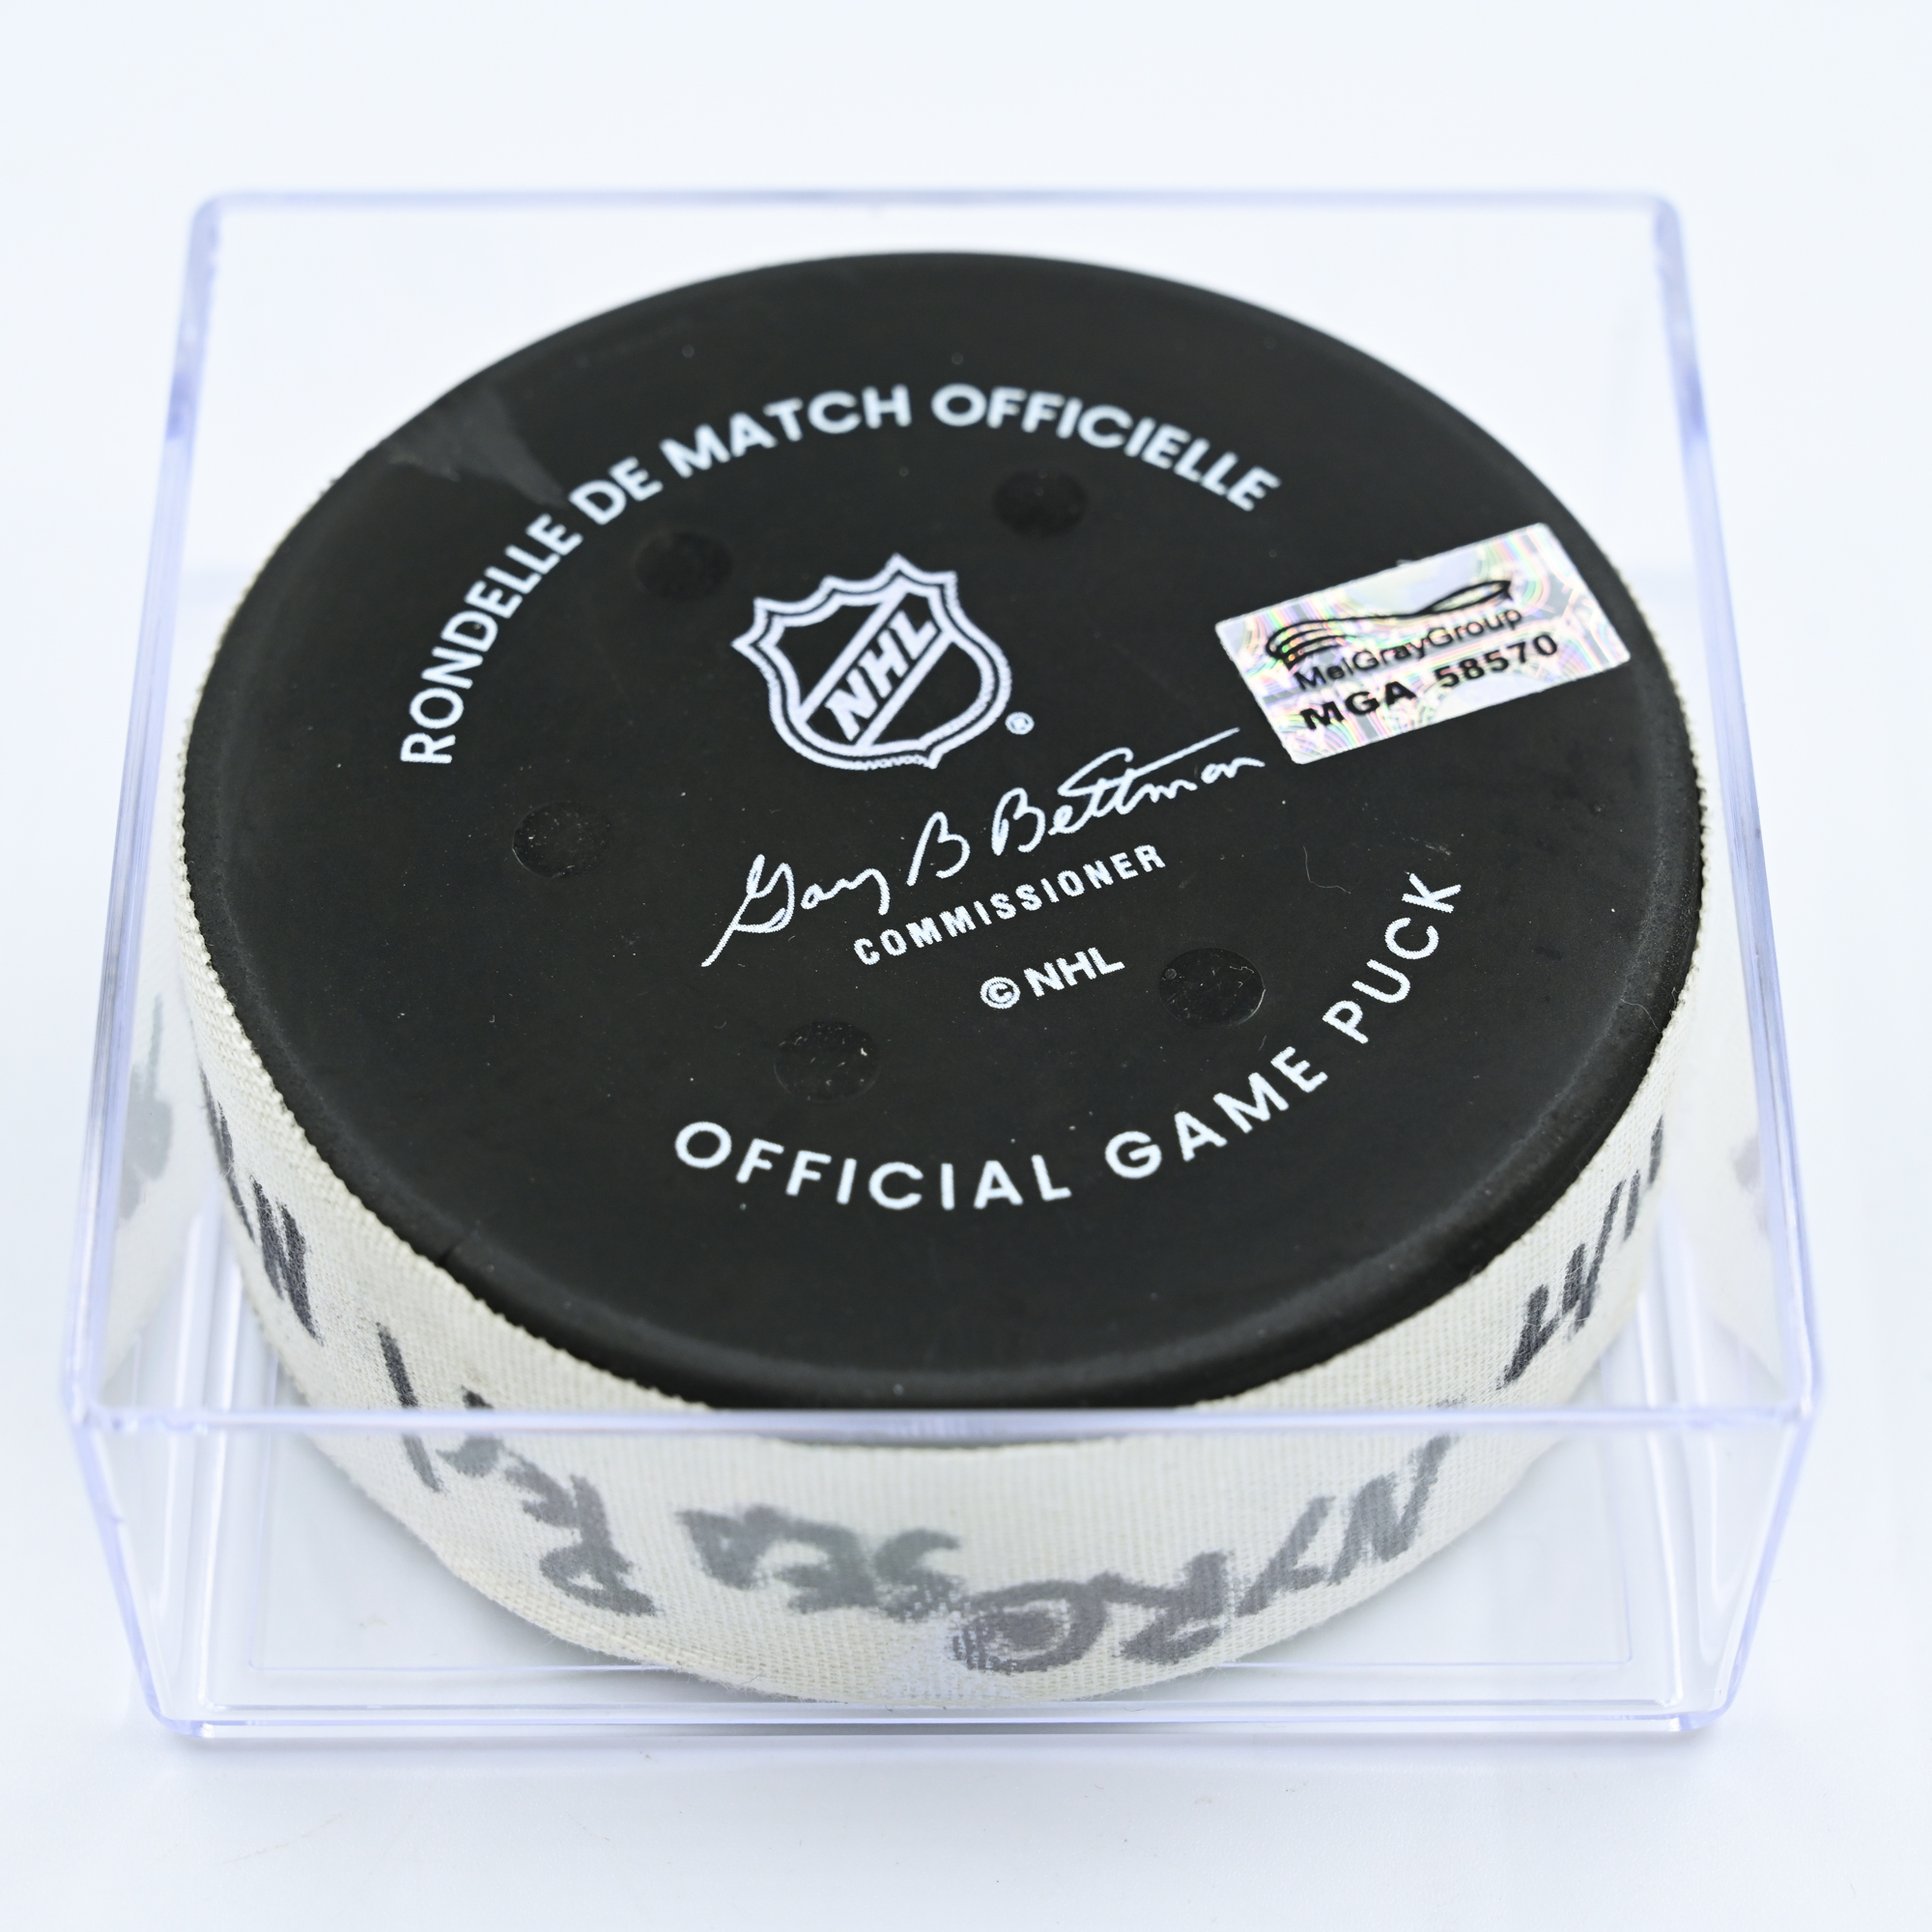 RONDELLE DE MATCH OFFICIELLE
NHL®
MeiGrayGroup
MGA 58570
Gary B Bettman
COMMISSIONER
©NHL
OFFICIAL GAME PUCK
NYR@
SEA